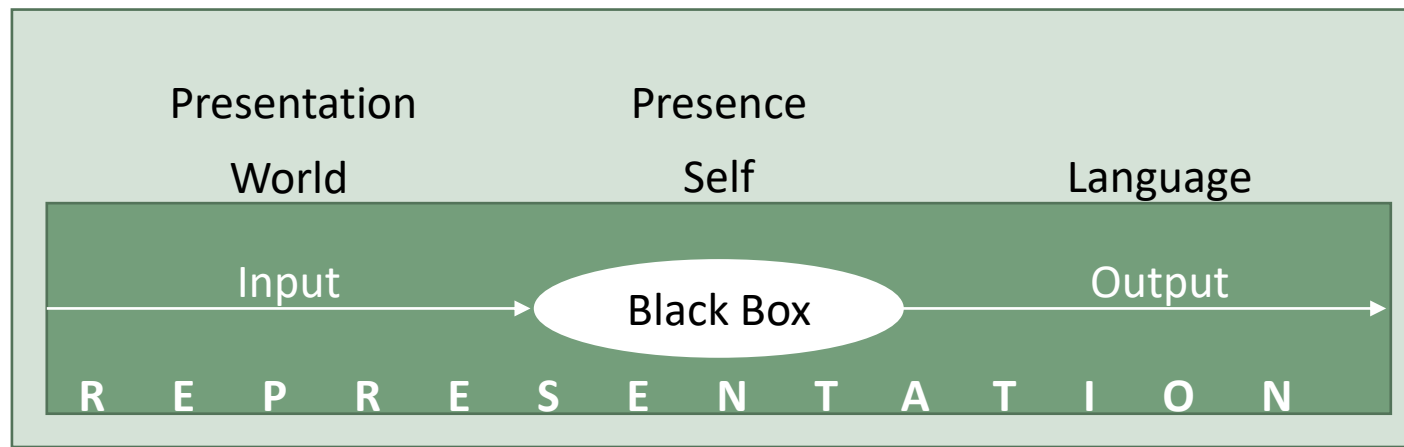 Presentation Presence
World Self Language
Input Output
Black Box
R E P R E S E N T A T I O N